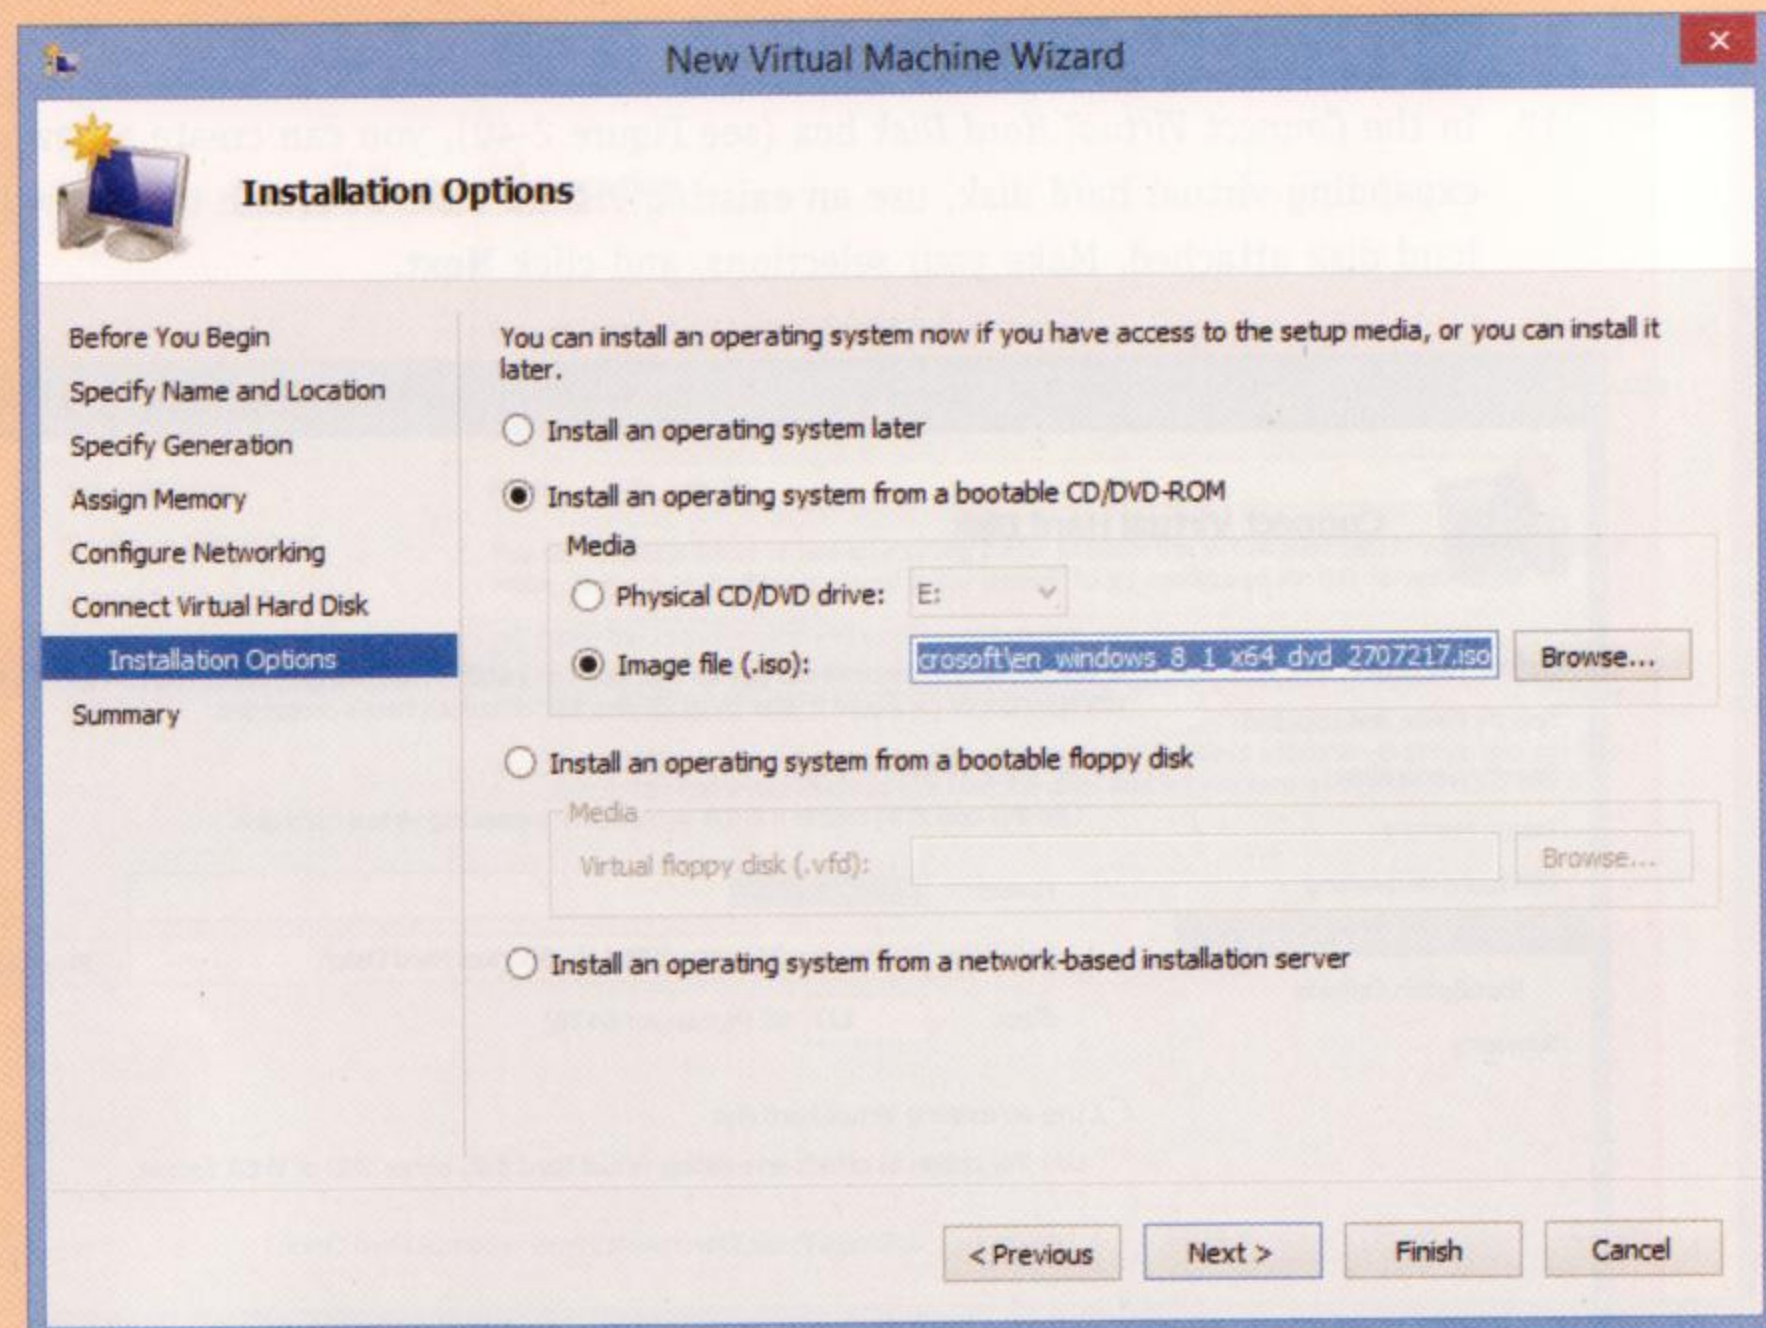 New Virtual Machine Wizard
Installation Options
Before You Begin
Specify Name and Location
Specify Generation
Assign Memory
Configure Networking
Connect Virtual Hard Disk
Installation Options
Summary
You can install an operating system now if you have access to the setup media, or you can install it
later.
Install an operating system later
Install an operating system from a bootable CD/DVD-ROM
Media
Physical CD/DVD drive: E:
Image file (.iso): crosoft\en_windows_8_1_x64_dvd_2707217.iso Browse...
Install an operating system from a bootable floppy disk
Media
Virtual floppy disk (.vfd): Browse...
Install an operating system from a network-based installation server
< Previous Next > Finish Cancel